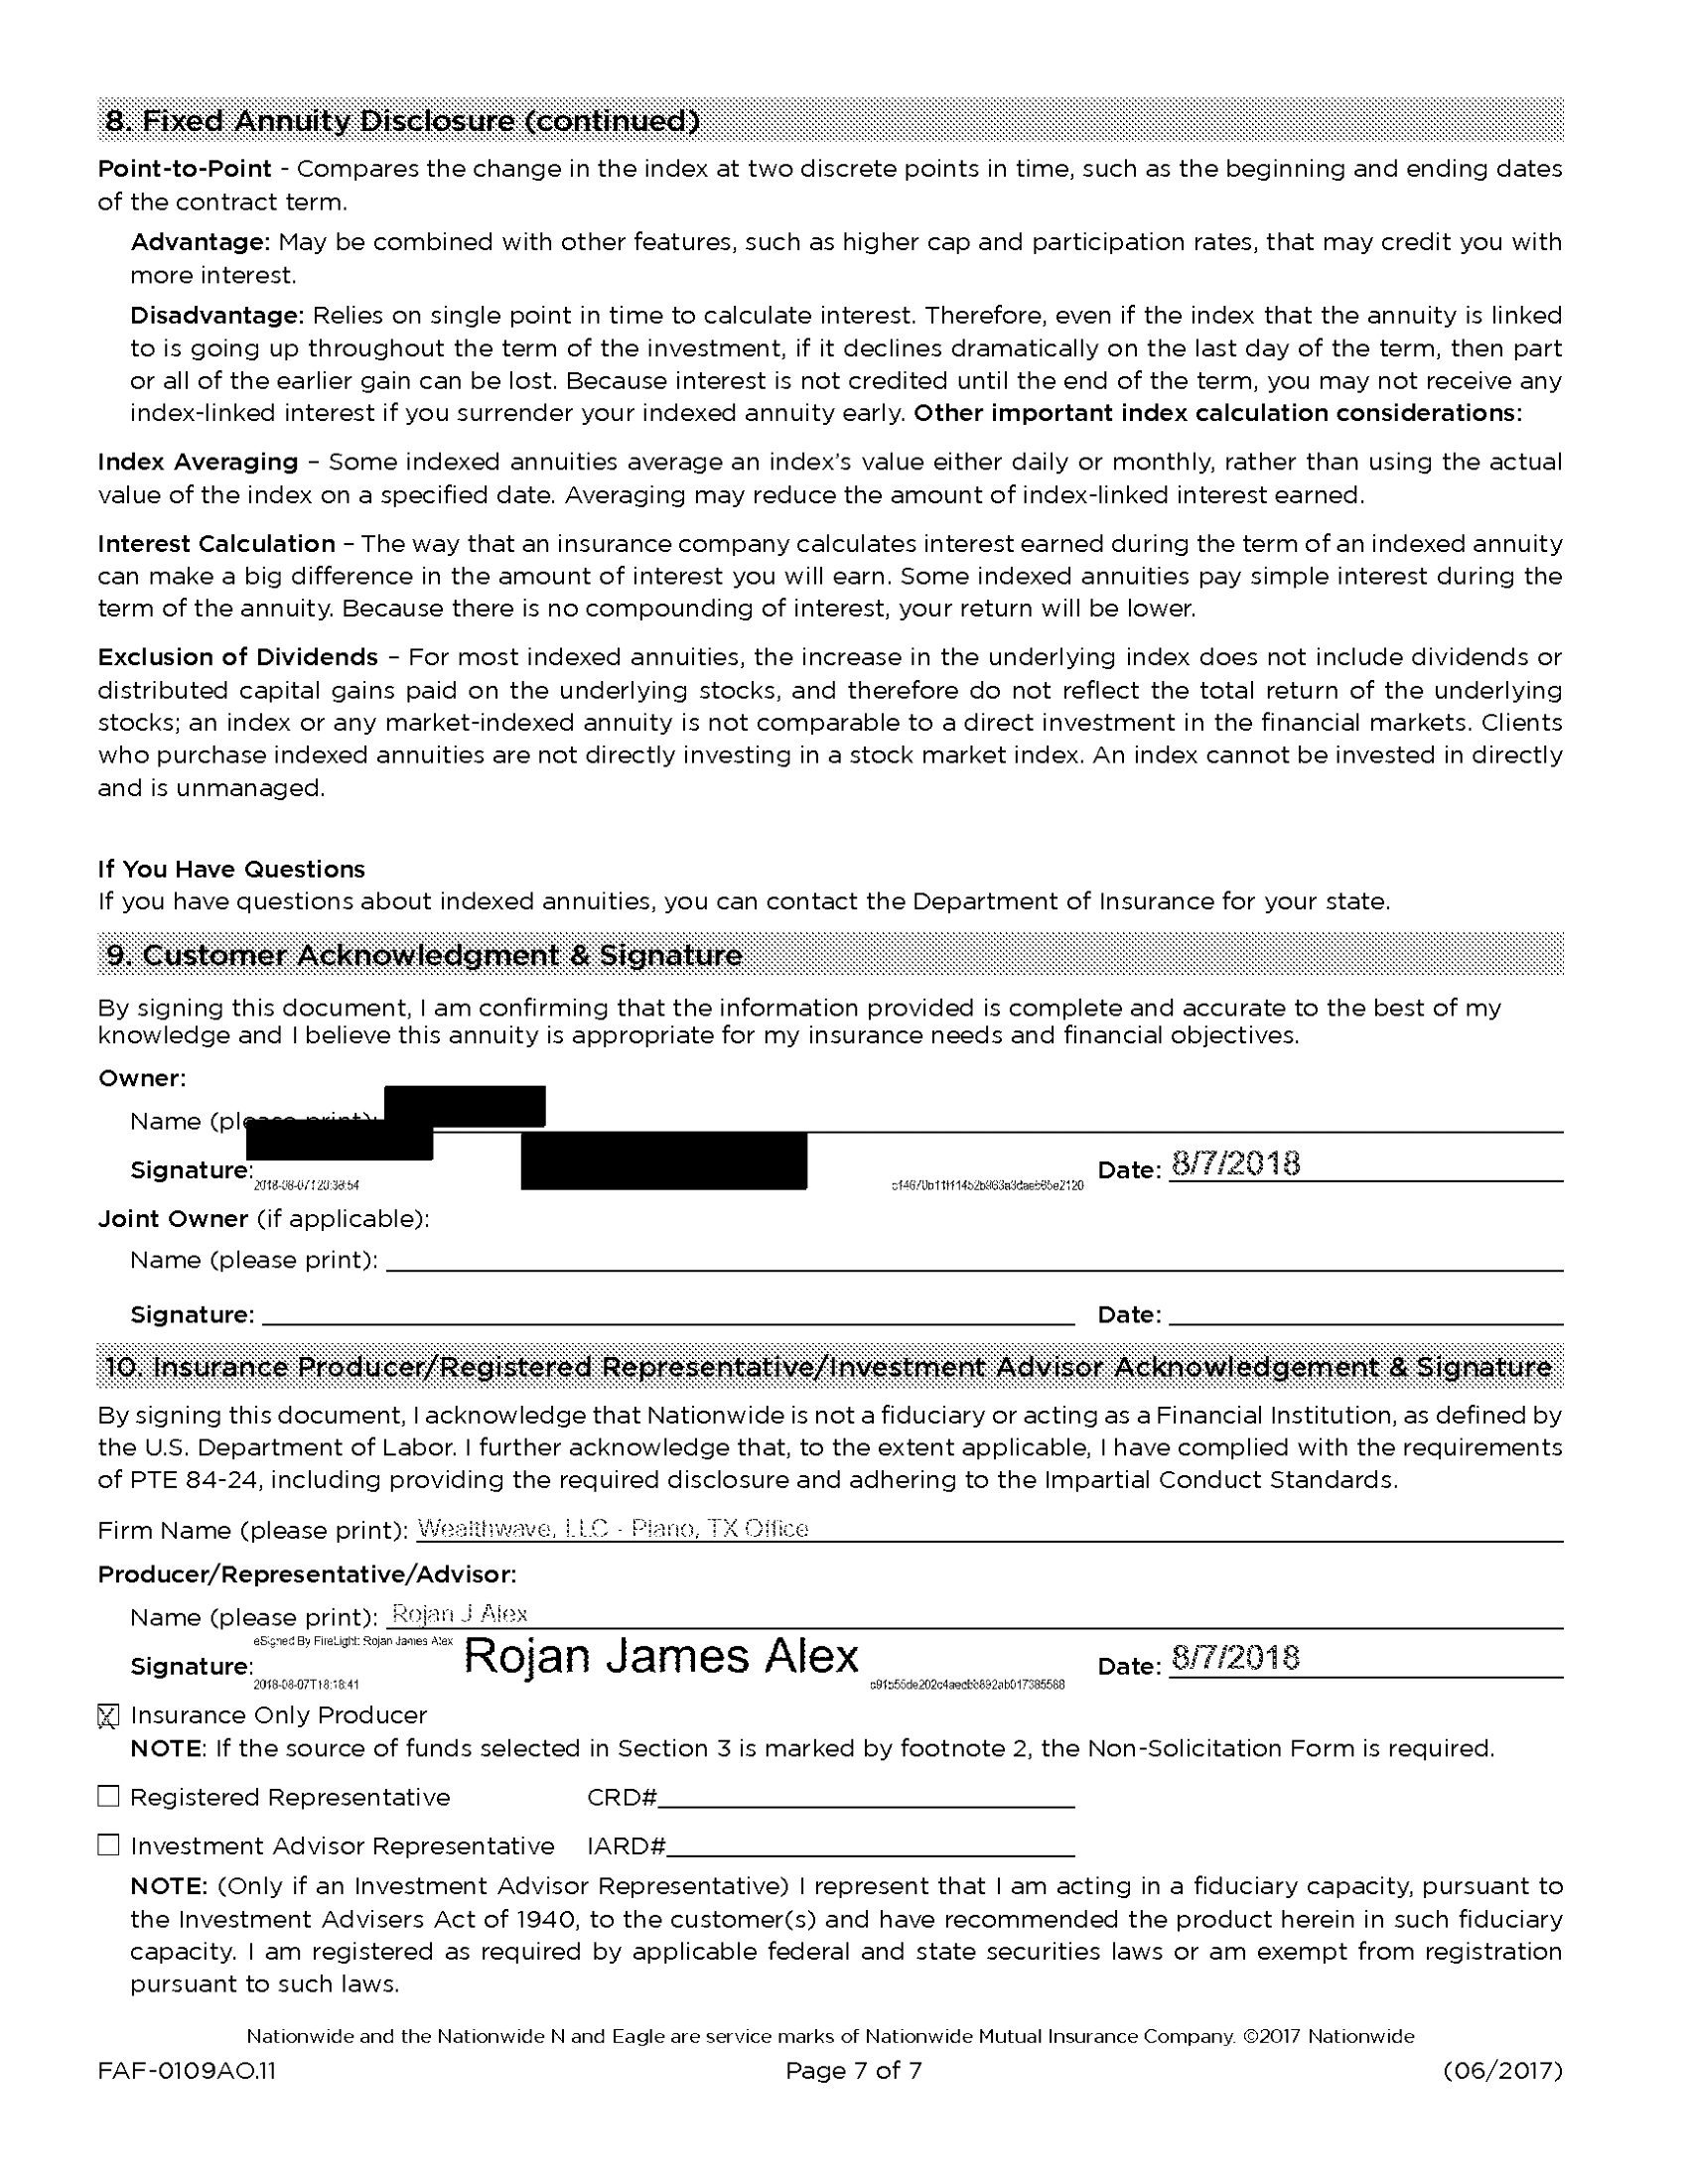 8. Fixed Annuity Disclosure (continued)
Point-to-Point - Compares the change in the index at two discrete points in time, such as the beginning and ending dates
of the contract term.
Advantage: May be combined with other features, such as higher cap and participation rates, that may credit you with
more interest.
Disadvantage: Relies on single point in time to calculate interest. Therefore, even if the index that the annuity is linked
to is going up throughout the term of the investment, if it declines dramatically on the last day of the term, then part
or all of the earlier gain can be lost. Because interest is not credited until the end of the term, you may not receive any
index-linked interest if you surrender your indexed annuity early. Other important index calculation considerations:
Index Averaging – Some indexed annuities average an index's value either daily or monthly, rather than using the actual
value of the index on a specified date. Averaging may reduce the amount of index-linked interest earned.
Interest Calculation – The way that an insurance company calculates interest earned during the term of an indexed annuity
can make a big difference in the amount of interest you will earn. Some indexed annuities pay simple interest during the
term of the annuity. Because there is no compounding of interest, your return will be lower.
Exclusion of Dividends – For most indexed annuities, the increase in the underlying index does not include dividends or
distributed capital gains paid on the underlying stocks, and therefore do not reflect the total return of the underlying
stocks; an index or any market-indexed annuity is not comparable to a direct investment in the financial markets. Clients
who purchase indexed annuities are not directly investing in a stock market index. An index cannot be invested in directly
and is unmanaged.
If You Have Questions
If you have questions about indexed annuities, you can contact the Department of Insurance for your state.
9. Customer Acknowledgment & Signature
By signing this document, I am confirming that the information provided is complete and accurate to the best of my
knowledge and I believe this annuity is appropriate for my insurance needs and financial objectives.
Owner:
Name (please print):
Signature: Date: 8/7/2018
Joint Owner (if applicable):
Name (please print):
Signature: Date:
10. Insurance Producer/Registered Representative/Investment Advisor Acknowledgement & Signature
By signing this document, I acknowledge that Nationwide is not a fiduciary or acting as a Financial Institution, as defined by
the U.S. Department of Labor. I further acknowledge that, to the extent applicable, I have complied with the requirements
of PTE 84-24, including providing the required disclosure and adhering to the Impartial Conduct Standards.
Firm Name (please print): Wealthwave, LLC - Plano, TX Office
Producer/Representative/Advisor:
Name (please print): Rojan J Alex
eSigned By FireLight: Rojan James Alex
Signature: Rojan James Alex Date: 8/7/2018
2018-08-07T18:18:41
X Insurance Only Producer
NOTE: If the source of funds selected in Section 3 is marked by footnote 2, the Non-Solicitation Form is required.
Registered Representative CRD#
Investment Advisor Representative IARD#
NOTE: (Only if an Investment Advisor Representative) I represent that I am acting in a fiduciary capacity, pursuant to
the Investment Advisers Act of 1940, to the customer(s) and have recommended the product herein in such fiduciary
capacity. I am registered as required by applicable federal and state securities laws or am exempt from registration
pursuant to such laws.
Nationwide and the Nationwide N and Eagle are service marks of Nationwide Mutual Insurance Company. ©2017 Nationwide
FAF-0109AO.11 Page 7 of 7 (06/2017)